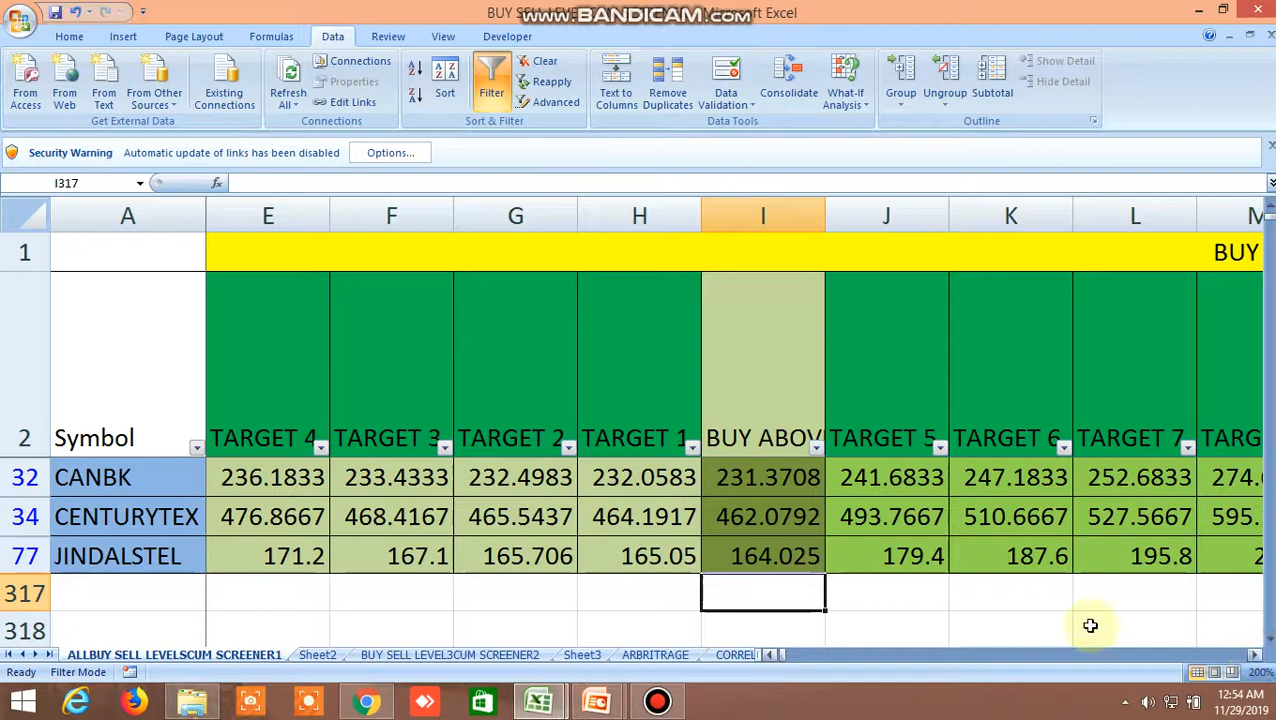 BUY SELL LEVEL
Microsoft Excel
www.BANDICAM.com
Home Insert Page Layout Formulas Data Review View Developer
From Access From Web From Text From Other Sources Existing Connections
Refresh All Connections Properties Edit Links
Sort Filter Clear Reapply Advanced
Text to Columns Remove Duplicates Data Validation Consolidate What-If Analysis
Group Ungroup Subtotal Show Detail Hide Detail
Get External Data Connections Sort & Filter Data Tools Outline
Security Warning Automatic update of links has been disabled Options...
I317 fx
A E F G H I J K L M
1 BUY
2 Symbol TARGET 4 TARGET 3 TARGET 2 TARGET 1 BUY ABOV TARGET 5 TARGET 6 TARGET 7 TARG
32 CANBK 236.1833 233.4333 232.4983 232.0583 231.3708 241.6833 247.1833 252.6833 274.
34 CENTURYTEX 476.8667 468.4167 465.5437 464.1917 462.0792 493.7667 510.6667 527.5667 595.
77 JINDALSTEL 171.2 167.1 165.706 165.05 164.025 179.4 187.6 195.8 2
317
318
ALLBUY SELL LEVELSCUM SCREENER1 Sheet2 BUY SELL LEVEL3CUM SCREENER2 Sheet3 ARBRITRAGE CORREL
Ready Filter Mode 200%
12:54 AM
11/29/2019